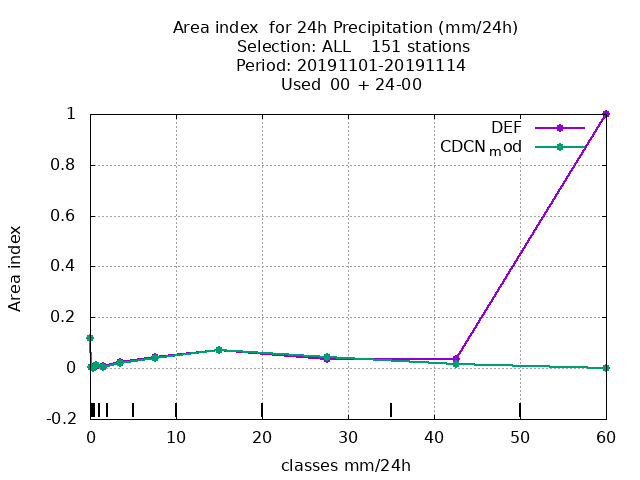 Area index  for 24h Precipitation (mm/24h)
Selection: ALL    151 stations
Period: 20191101-20191114
Used  00 + 24-00
DEF
CDCNmod
1
0.8
0.6
0.4
0.2
0
-0.2
Area index
0 10 20 30 40 50 60
classes mm/24h